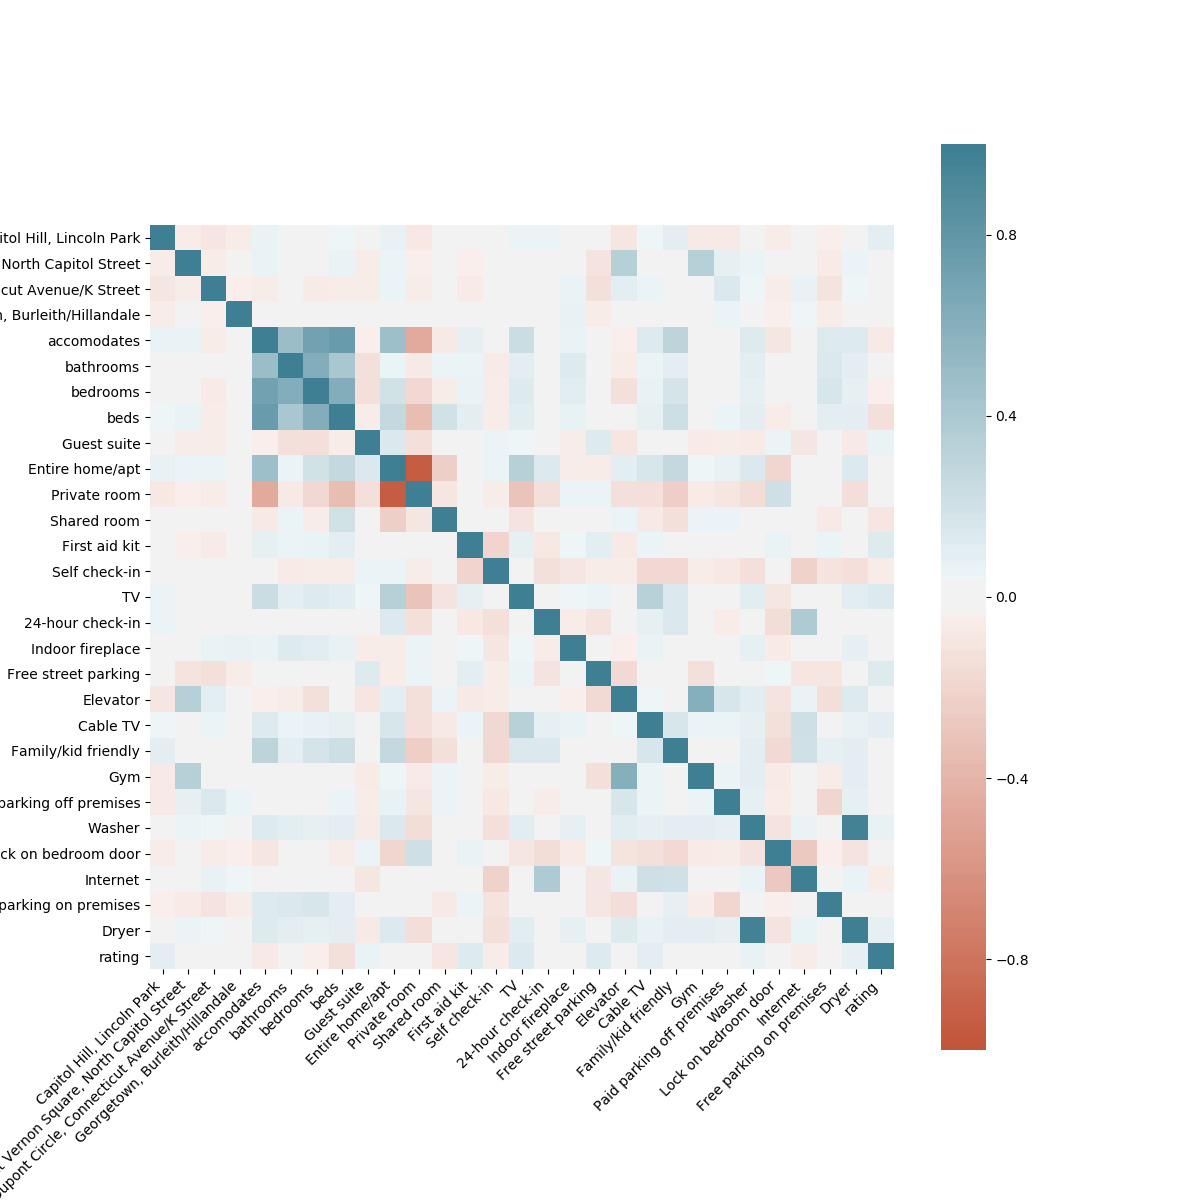 itol Hill, Lincoln Park
North Capitol Street
cut Avenue/K Street
, Burleith/Hillandale
accomodates
bathrooms
bedrooms
beds
Guest suite
Entire home/apt
Private room
Shared room
First aid kit
Self check-in
TV
24-hour check-in
Indoor fireplace
Free street parking
Elevator
Cable TV
Family/kid friendly
Gym
parking off premises
Washer
ck on bedroom door
Internet
parking on premises
Dryer
rating
Capitol Hill, Lincoln Park
Vernon Square, North Capitol Street
upont Circle, Connecticut Avenue/K Street
Georgetown, Burleith/Hillandale
accomodates
bathrooms
bedrooms
beds
Guest suite
Entire home/apt
Private room
Shared room
First aid kit
Self check-in
TV
24-hour check-in
Indoor fireplace
Free street parking
Elevator
Cable TV
Family/kid friendly
Gym
Paid parking off premises
Washer
Lock on bedroom door
Internet
Free parking on premises
Dryer
rating
0.8
0.4
0.0
−0.4
−0.8